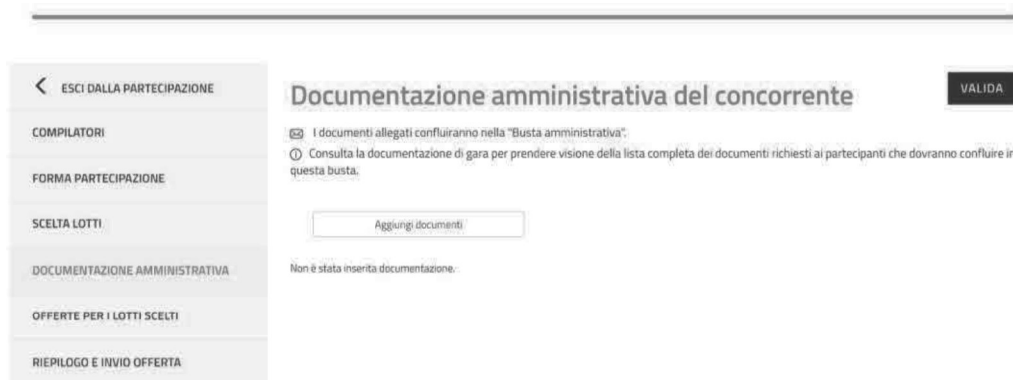 ESCI DALLA PARTECIPAZIONE
COMPILATORI
FORMA PARTECIPAZIONE
SCELTA LOTTI
DOCUMENTAZIONE AMMINISTRATIVA
OFFERTE PER I LOTTI SCELTI
RIEPILOGO E INVIO OFFERTA
Documentazione amministrativa del concorrente
VALIDA
I documenti allegati confluiranno nella "Busta amministrativa".
Consulta la documentazione di gara per prendere visione della lista completa dei documenti richiesti ai partecipanti che dovranno confluire in
questa busta.
Aggiungi documenti
Non è stata inserita documentazione.